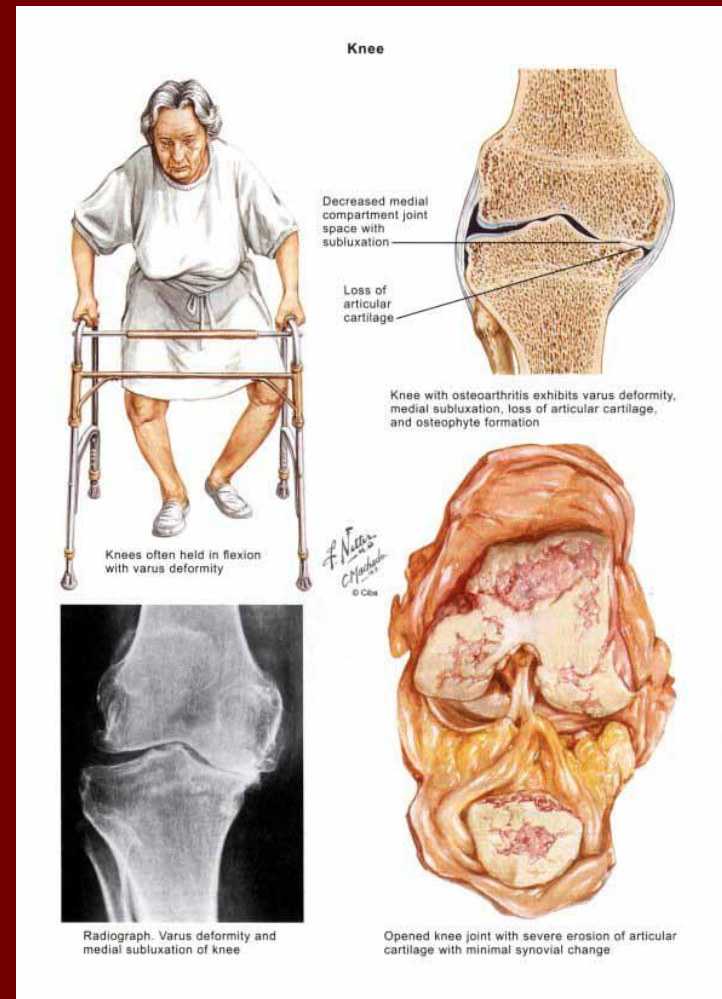 Knee
Decreased medial
compartment joint
space with
subluxation
Loss of
articular
cartilage
Knee with osteoarthritis exhibits varus deformity,
medial subluxation, loss of articular cartilage,
and osteophyte formation
Knees often held in flexion
with varus deformity
F. Netter
M.D.
C. Machado
M.D.
© Ciba
Radiograph. Varus deformity and
medial subluxation of knee
Opened knee joint with severe erosion of articular
cartilage with minimal synovial change